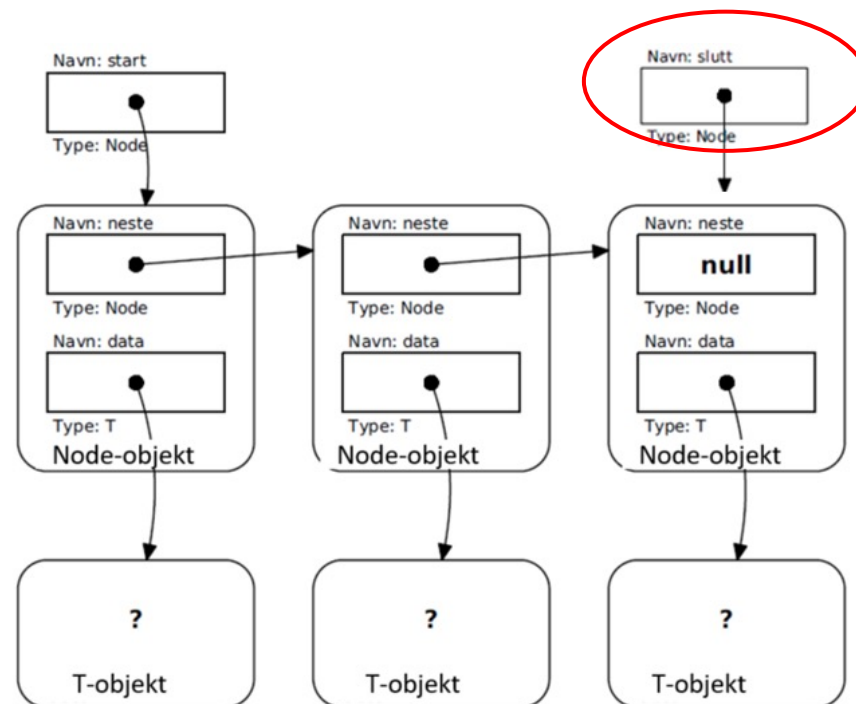 Navn: start
Type: Node
Navn: slutt
Type: Node
Navn: neste
Type: Node
Navn: data
Type: T
Node-objekt
Navn: neste
Type: Node
Navn: data
Type: T
Node-objekt
Navn: neste
null
Type: Node
Navn: data
Type: T
Node-objekt
?
T-objekt
?
T-objekt
?
T-objekt